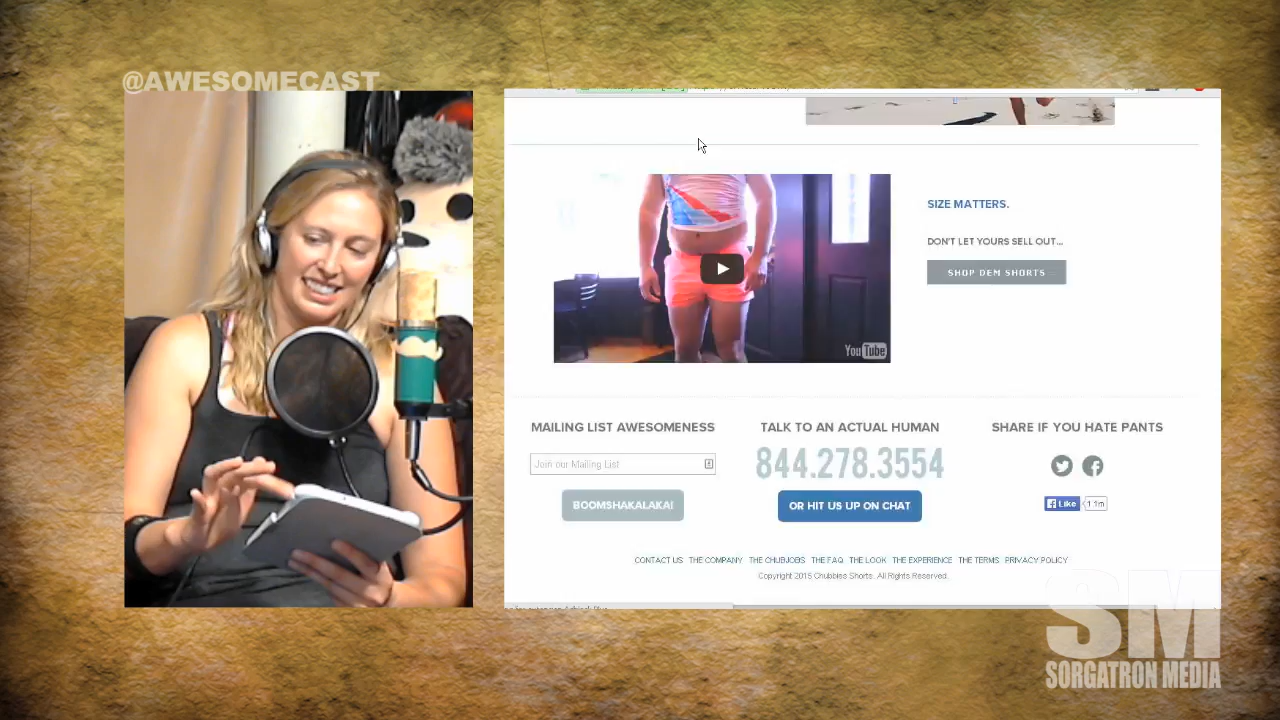 @AWESOMECAST
SIZE MATTERS.
DON'T LET YOURS SELL OUT...
SHOP DEM SHORTS
YouTube
MAILING LIST AWESOMENESS
Join our Mailing List
BOOMSHAKALAKA!
TALK TO AN ACTUAL HUMAN
844.278.3554
OR HIT US UP ON CHAT
SHARE IF YOU HATE PANTS
Like 1.1m
CONTACT US THE COMPANY THE CHUBJOBS THE FAQ THE LOOK THE EXPERIENCE THE TERMS PRIVACY POLICY
Copyright 2015 Chubbies Shorts. All Rights Reserved.
SM
SORGATRON MEDIA